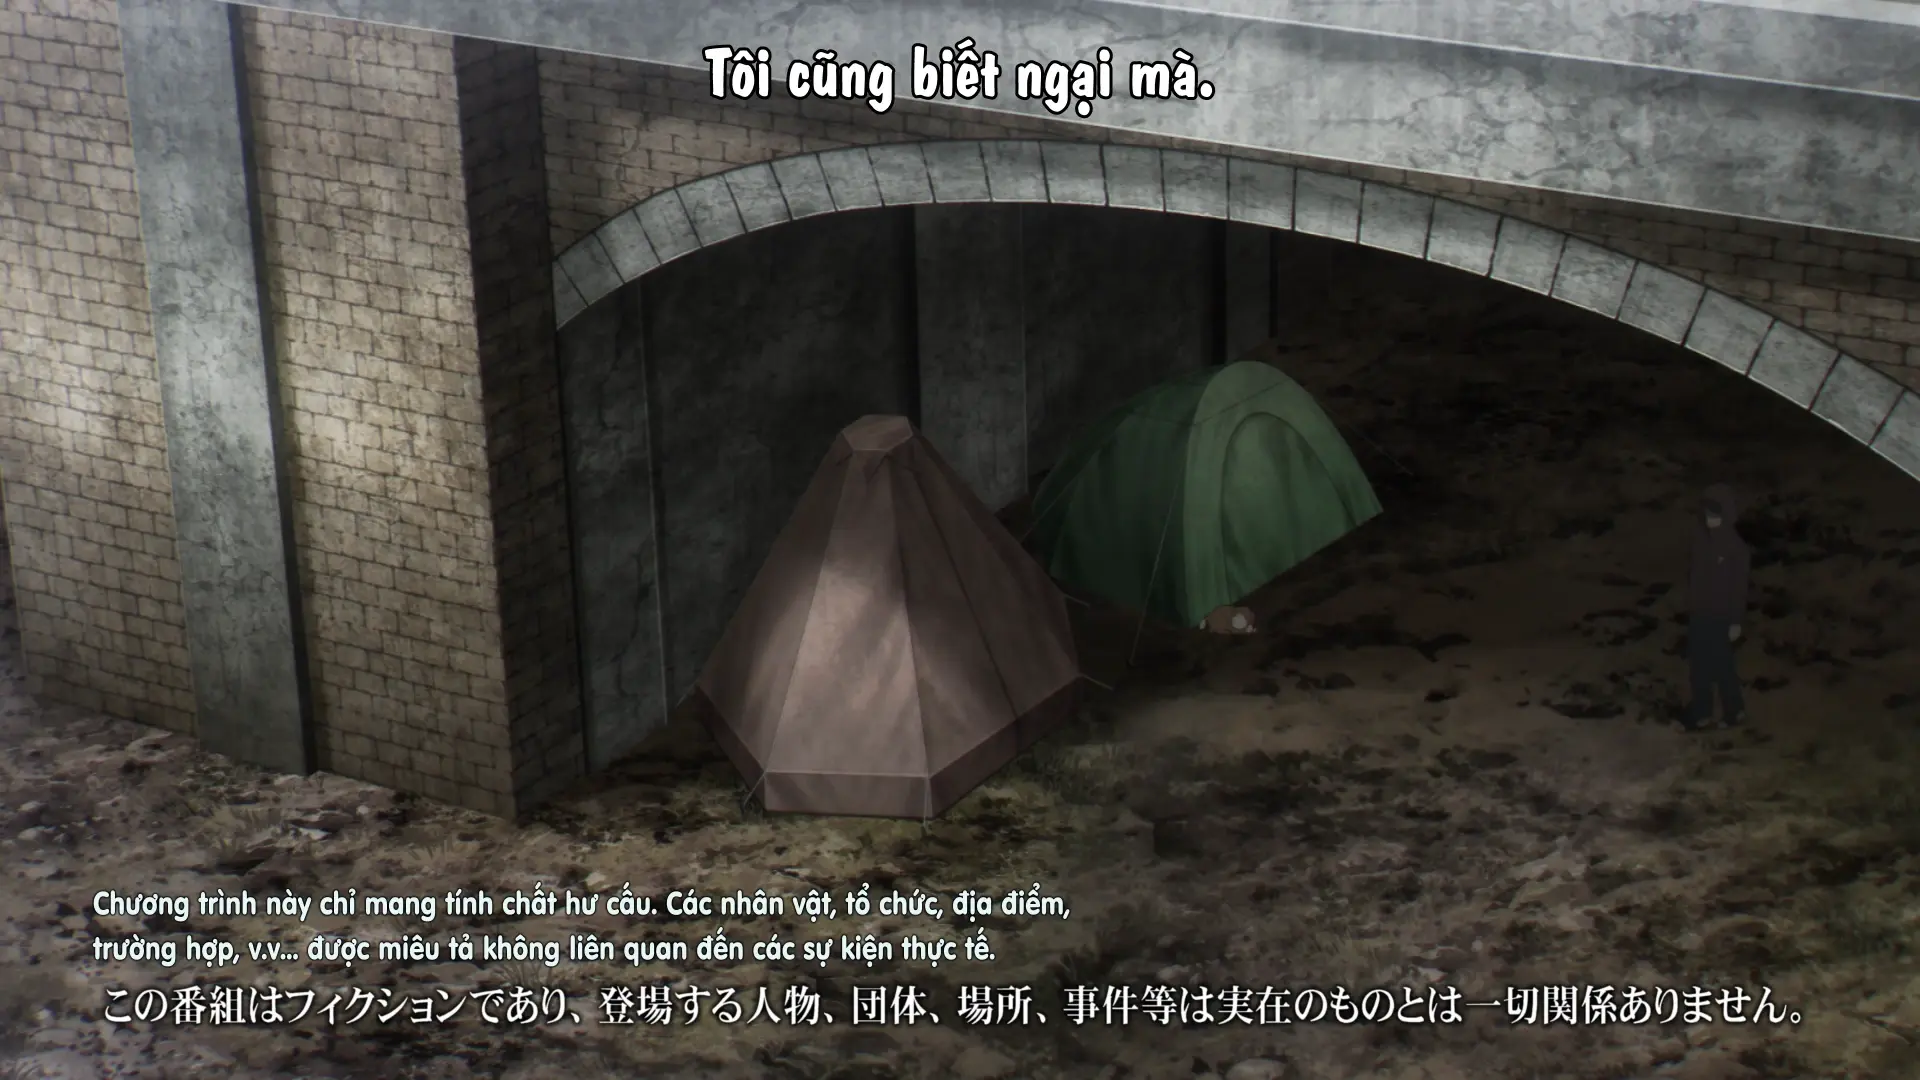 Tôi cũng biết ngại mà.
Chương trình này chỉ mang tính chất hư cấu. Các nhân vật, tổ chức, địa điểm,
trường hợp, v.v... được miêu tả không liên quan đến các sự kiện thực tế.
この番組はフィクションであり、登場する人物、団体、場所、事件等は実在のものとは一切関係ありません。